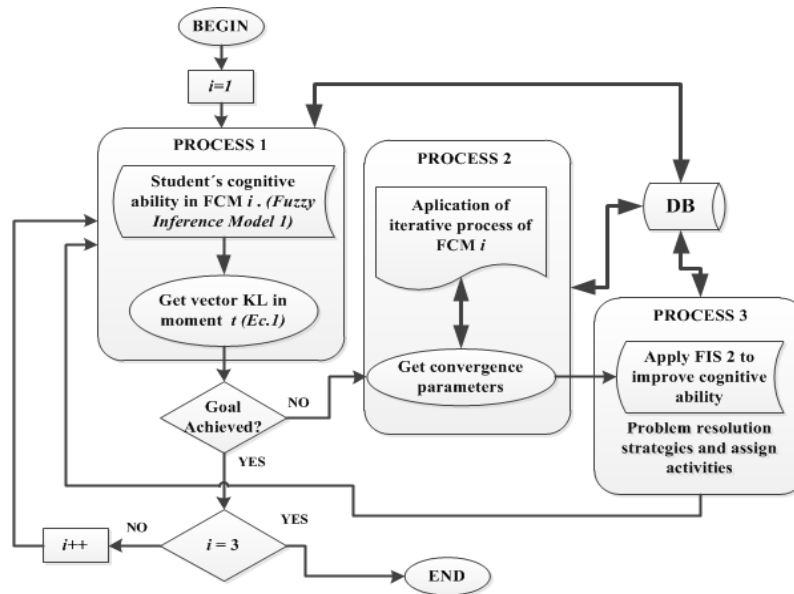 BEGIN
i=1
PROCESS 1
Student´s cognitive
ability in FCM i . (Fuzzy
Inference Model 1)
Get vector KL in
moment t (Ec.1)
Goal
Achieved?
NO
YES
i = 3
NO
YES
i++
END
PROCESS 2
Aplication of
iterative process of
FCM i
Get convergence
parameters
DB
PROCESS 3
Apply FIS 2 to
improve cognitive
ability
Problem resolution
strategies and assign
activities